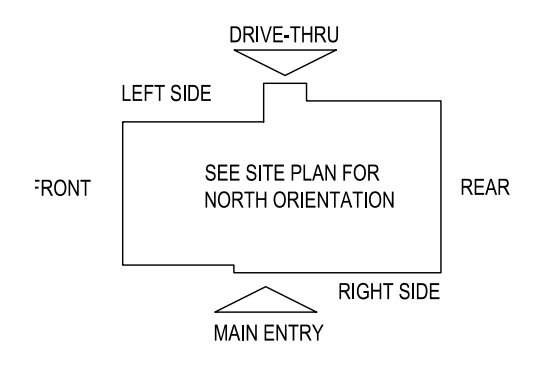 DRIVE-THRU
LEFT SIDE
FRONT
SEE SITE PLAN FOR
NORTH ORIENTATION
REAR
RIGHT SIDE
MAIN ENTRY